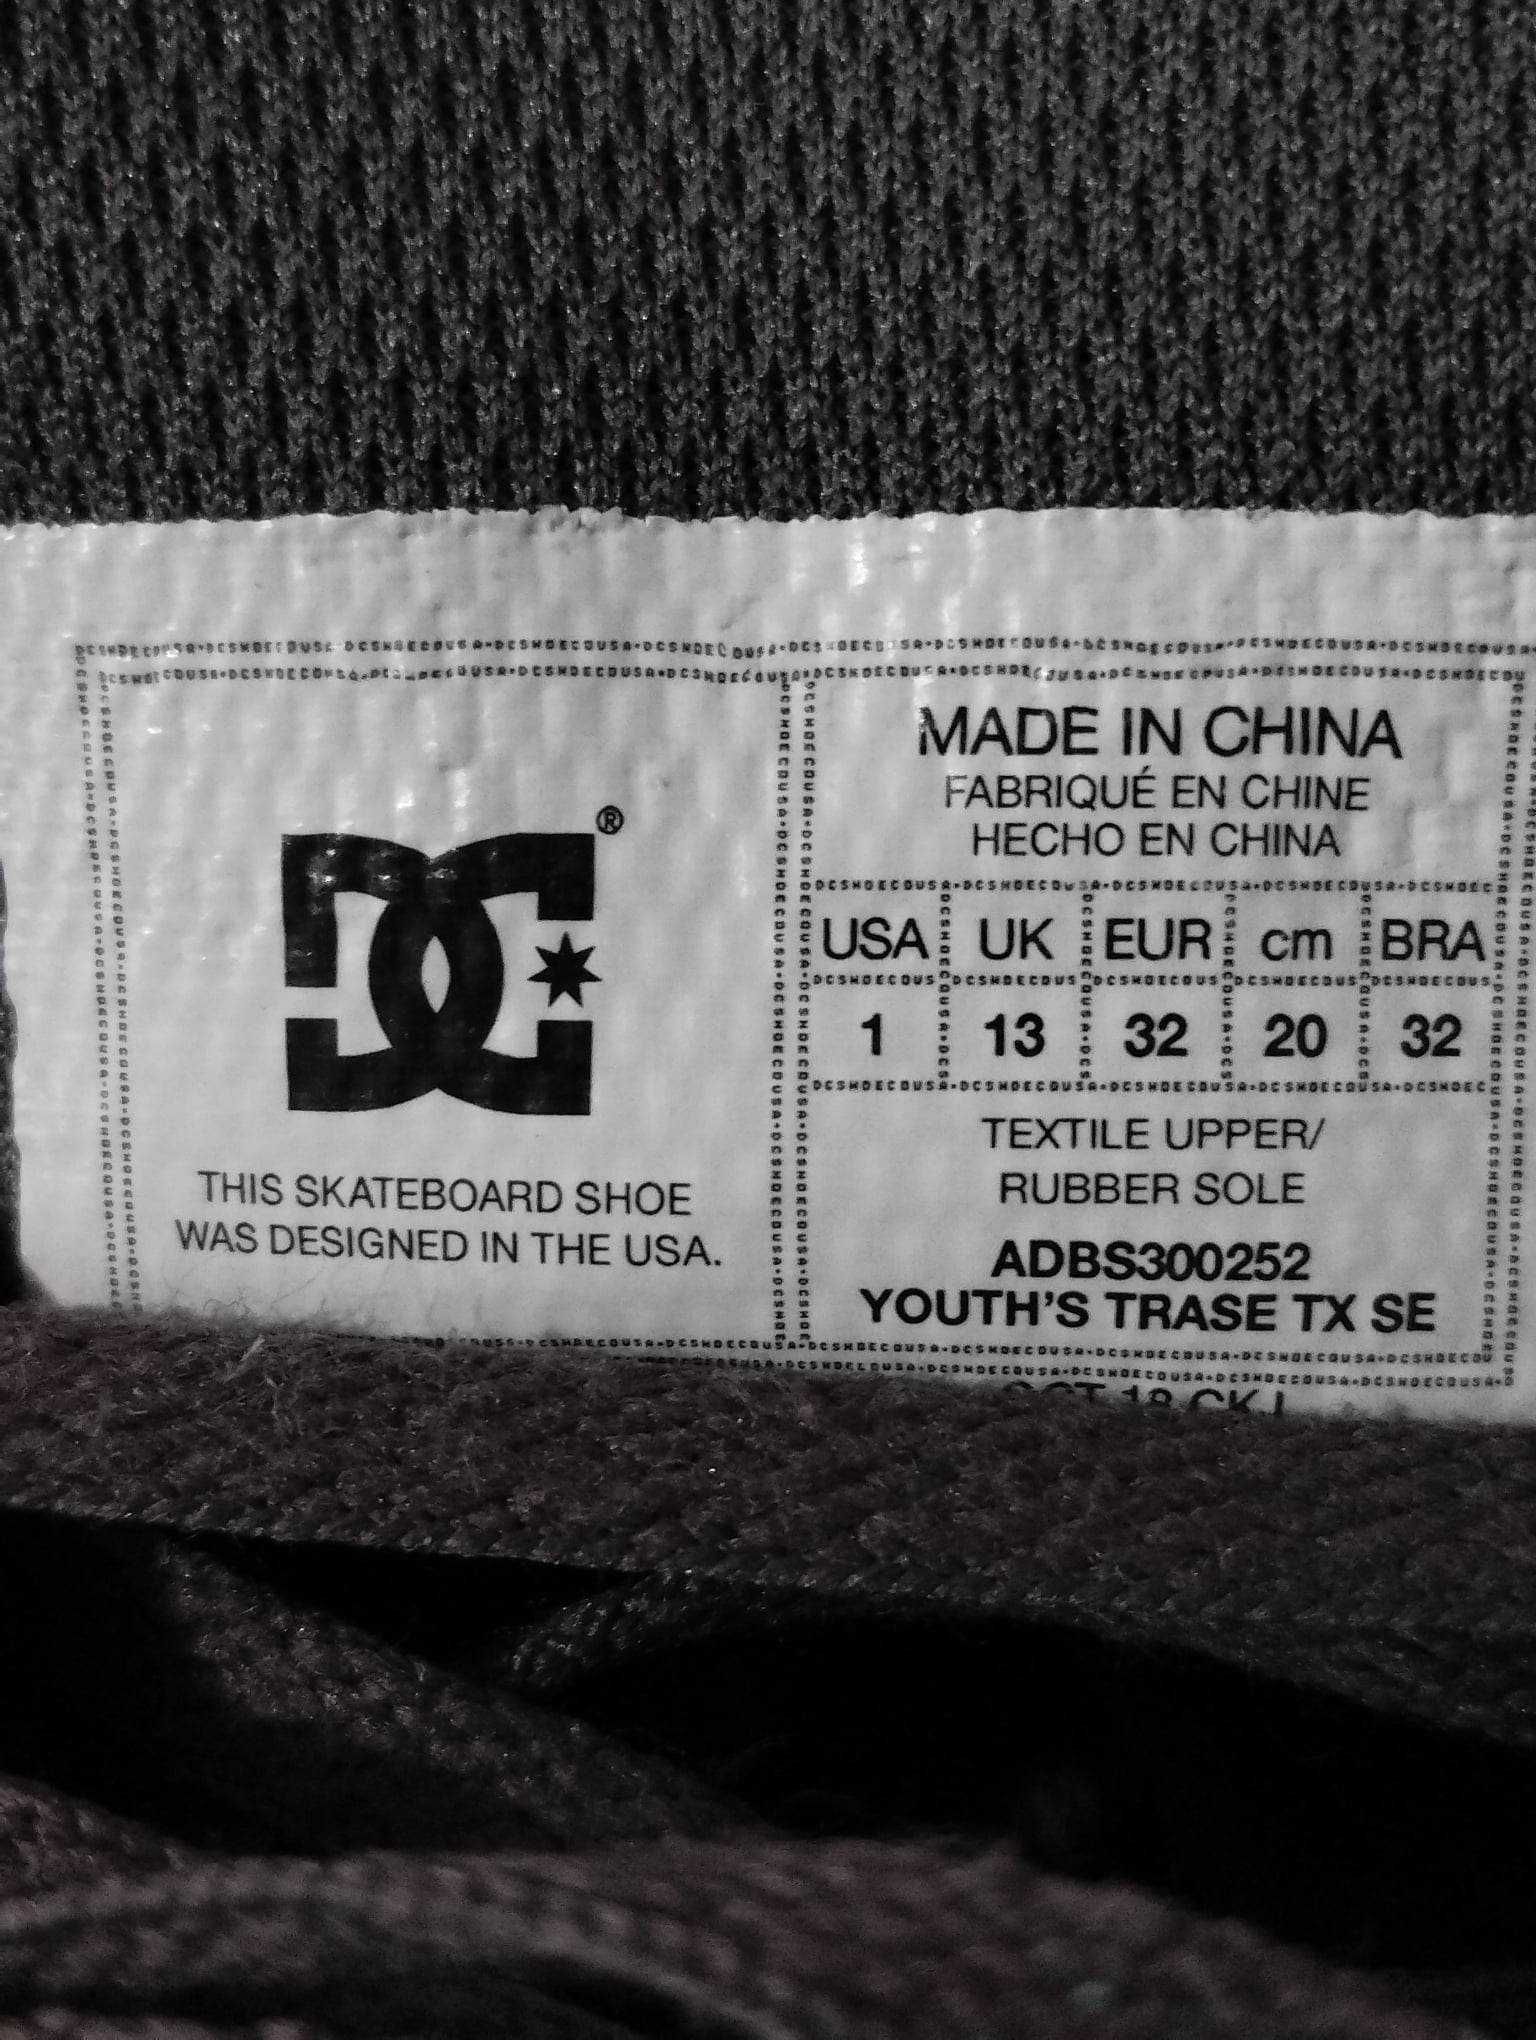 ®
DC
THIS SKATEBOARD SHOE
WAS DESIGNED IN THE USA.
MADE IN CHINA
FABRIQUÉ EN CHINE
HECHO EN CHINA
USA UK EUR cm BRA
1 13 32 20 32
TEXTILE UPPER/
RUBBER SOLE
ADBS300252
YOUTH'S TRASE TX SE